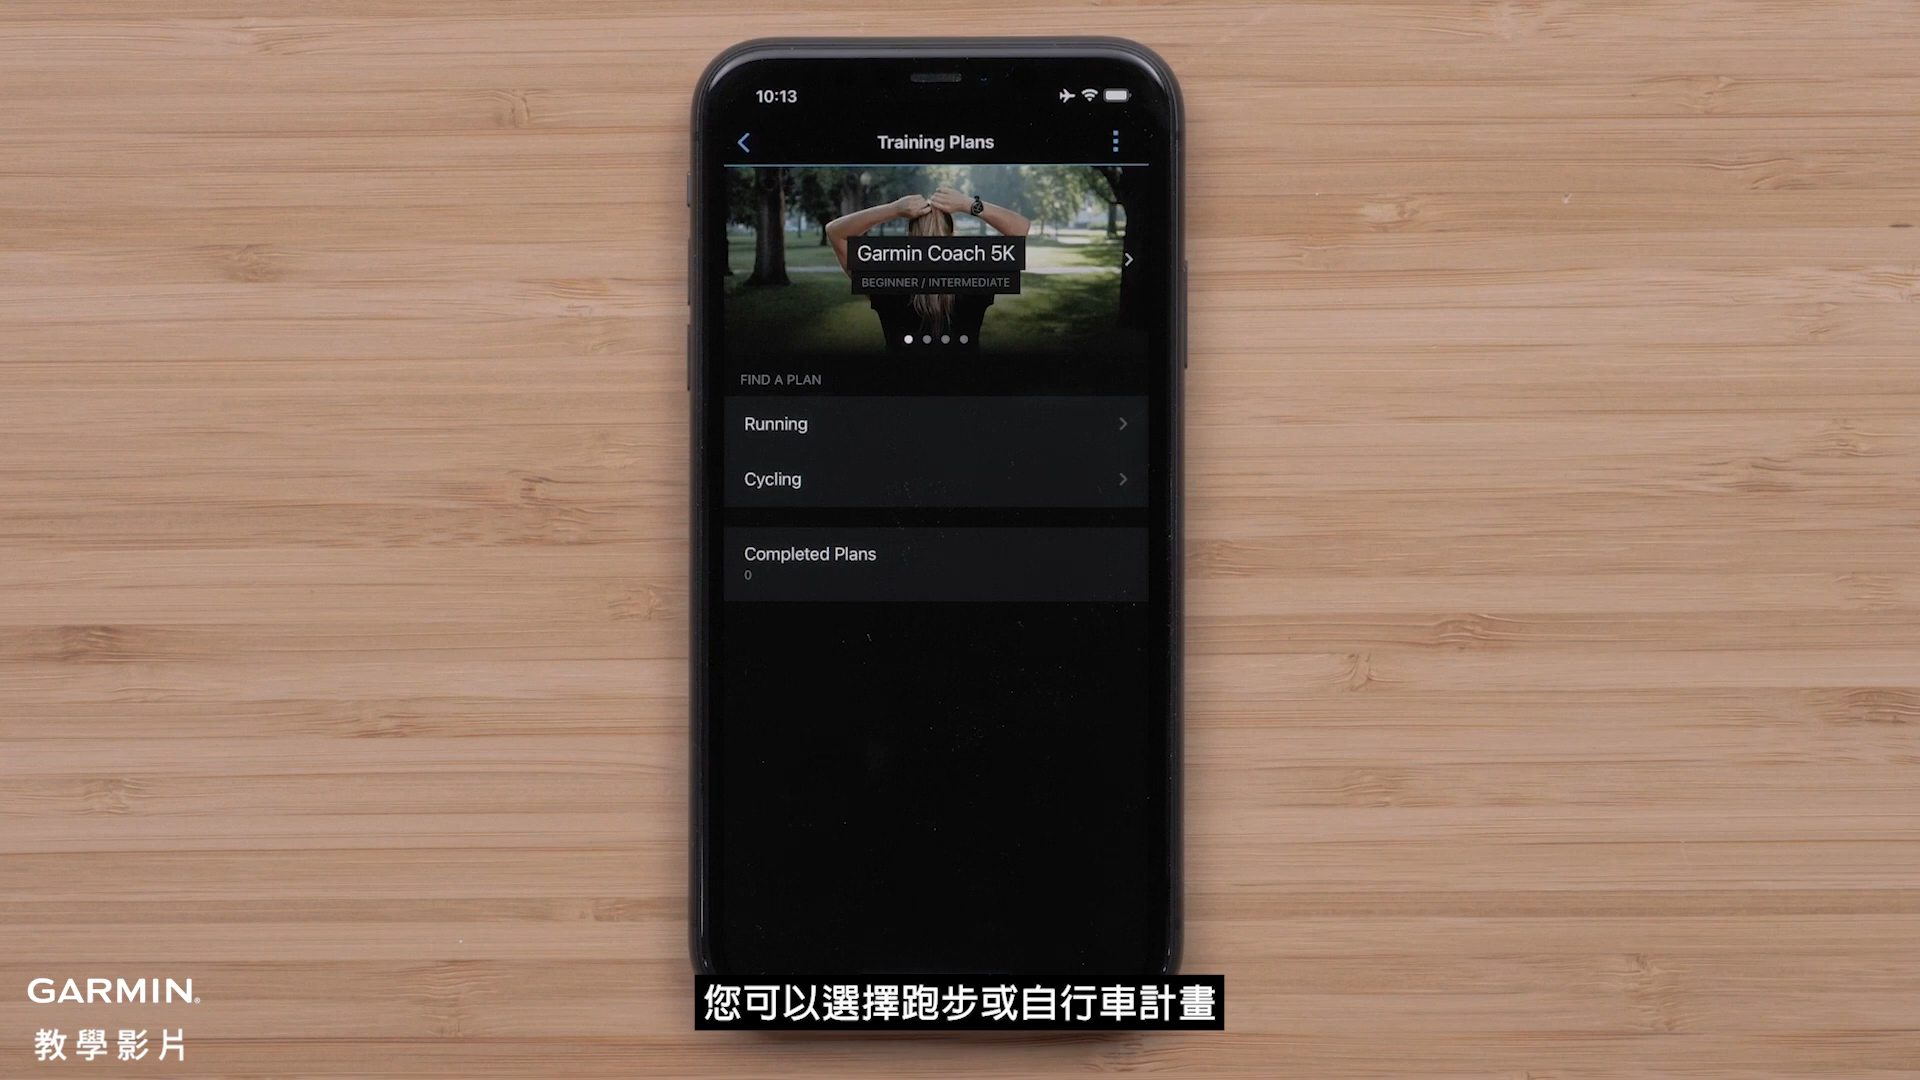 10:13
Training Plans
Garmin Coach 5K
BEGINNER / INTERMEDIATE
FIND A PLAN
Running
Cycling
Completed Plans
0
您可以選擇跑步或自行車計畫
GARMIN®
教學影片